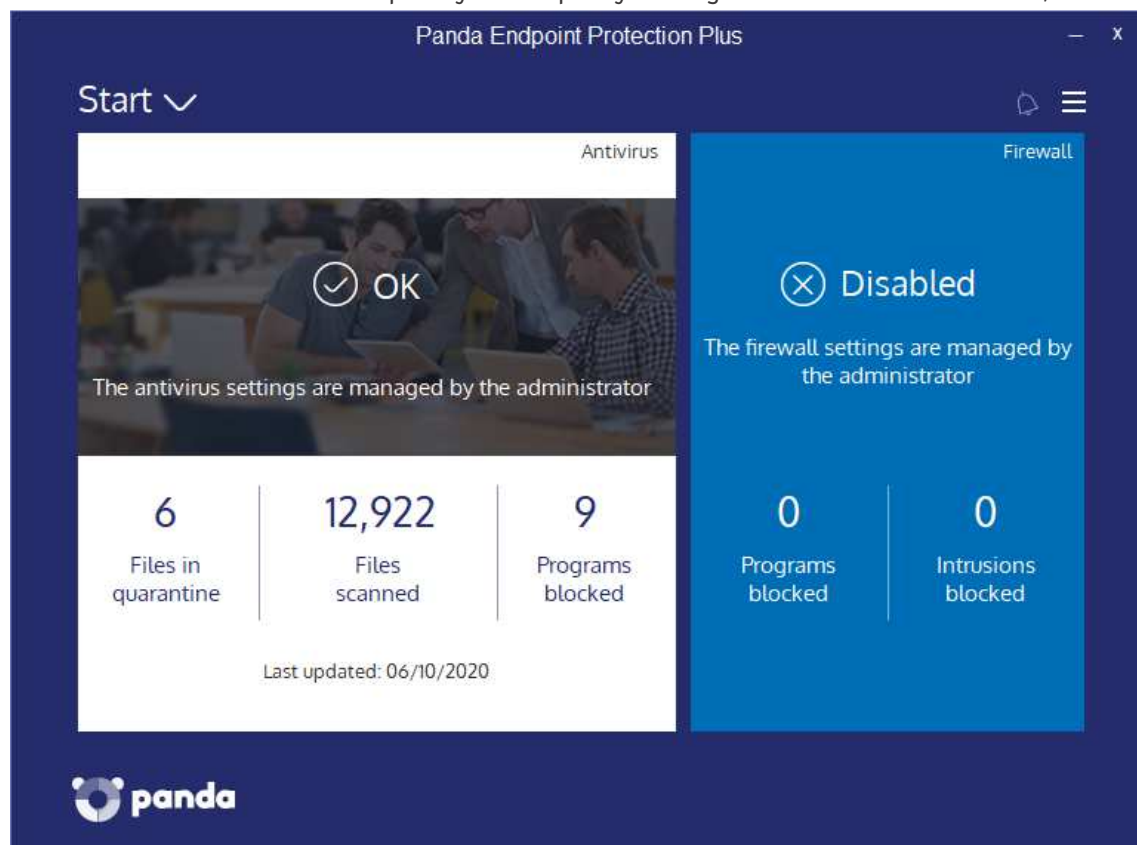 Panda Endpoint Protection Plus
Start
Antivirus
OK
The antivirus settings are managed by the administrator
6
12,922
9
Files in
quarantine
Files
scanned
Programs
blocked
Last updated: 06/10/2020
Firewall
Disabled
The firewall settings are managed by
the administrator
0
0
Programs
blocked
Intrusions
blocked
panda